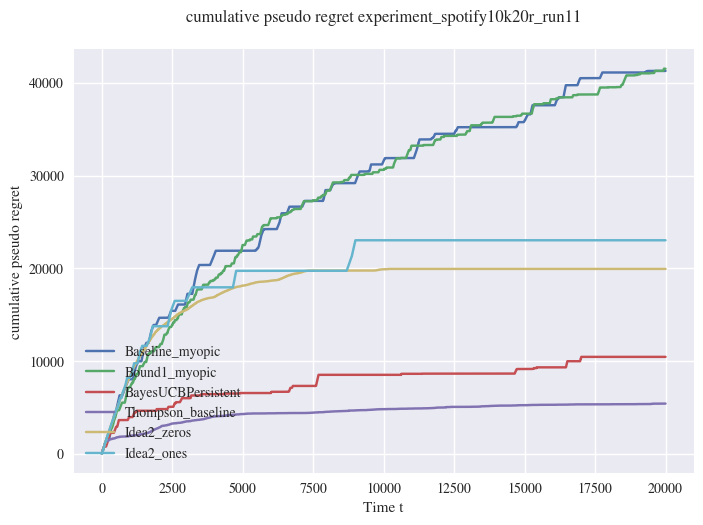 cumulative pseudo regret experiment_spotify10k20r_run11
cumulative pseudo regret
40000
30000
20000
10000
0
Baseline_myopic
Bound1_myopic
BayesUCBPersistent
Thompson_baseline
Idea2_zeros
Idea2_ones
0 2500 5000 7500 10000 12500 15000 17500 20000
Time t